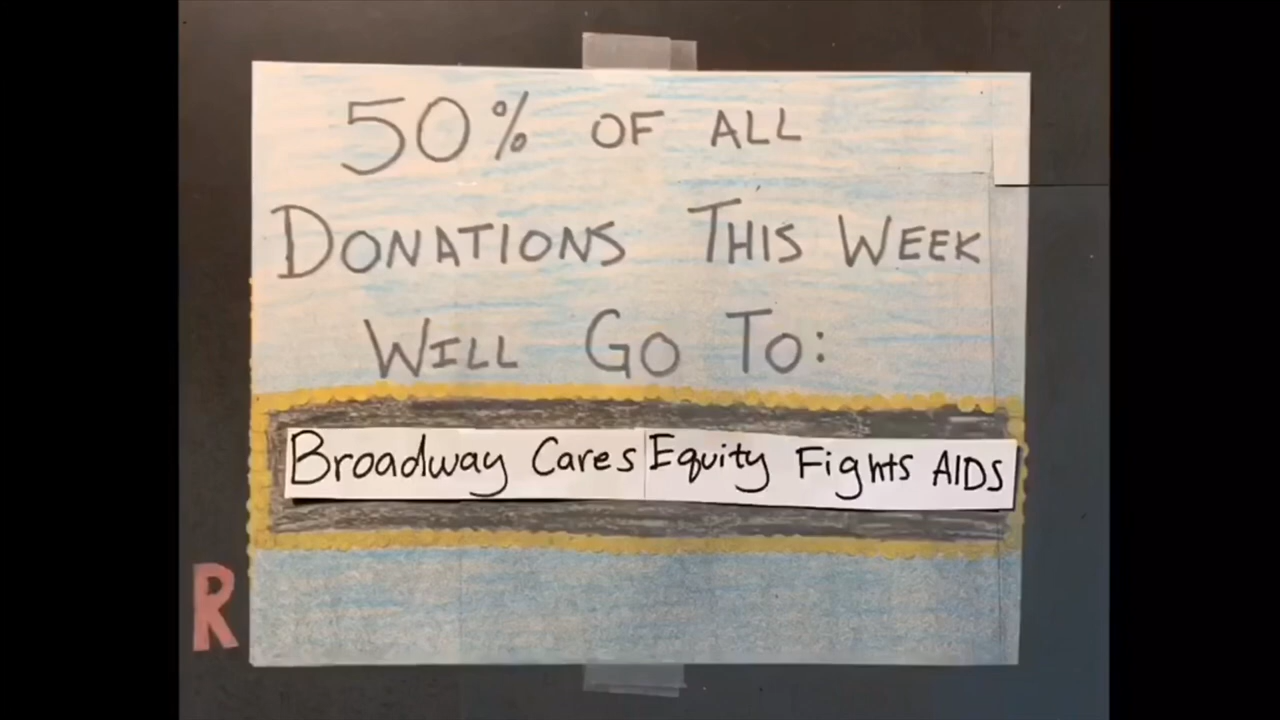 50% OF ALL
DONATIONS THIS WEEK
WILL GO TO:
Broadway Cares Equity Fights AIDS
R